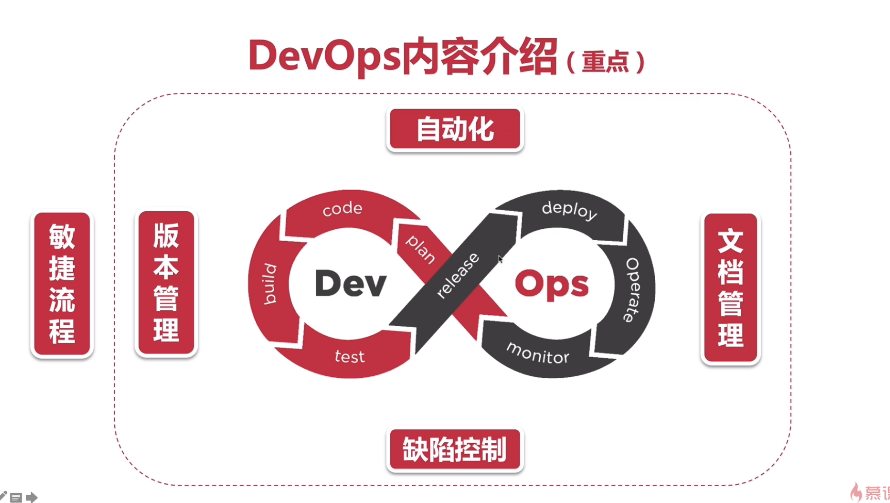 DevOps内容介绍（重点）
自动化
敏捷流程
版本管理
code
plan
build
Dev
test
release
deploy
Operate
Ops
monitor
文档管理
缺陷控制